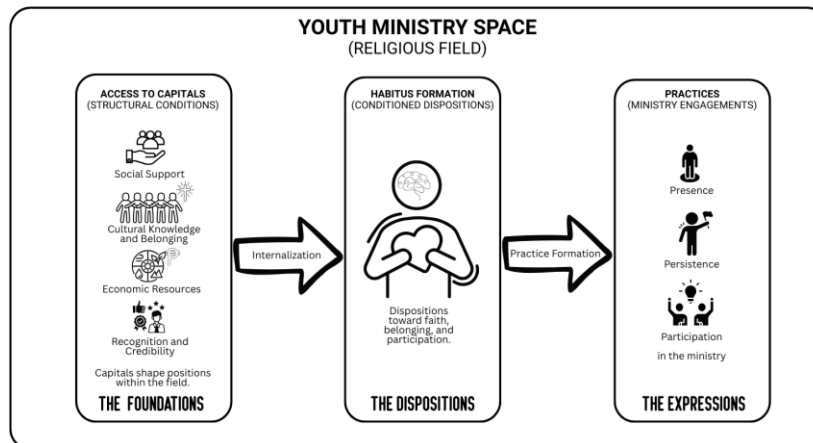 YOUTH MINISTRY SPACE
(RELIGIOUS FIELD)
ACCESS TO CAPITALS
(STRUCTURAL CONDITIONS)
Social Support
Cultural Knowledge
and Belonging
Economic Resources
Recognition and
Credibility
Capitals shape positions
within the field.
THE FOUNDATIONS
Internalization
HABITUS FORMATION
(CONDITIONED DISPOSITIONS)
Dispositions
toward faith,
belonging, and
participation.
THE DISPOSITIONS
Practice Formation
PRACTICES
(MINISTRY ENGAGEMENTS)
Presence
Persistence
Participation
in the ministry
THE EXPRESSIONS